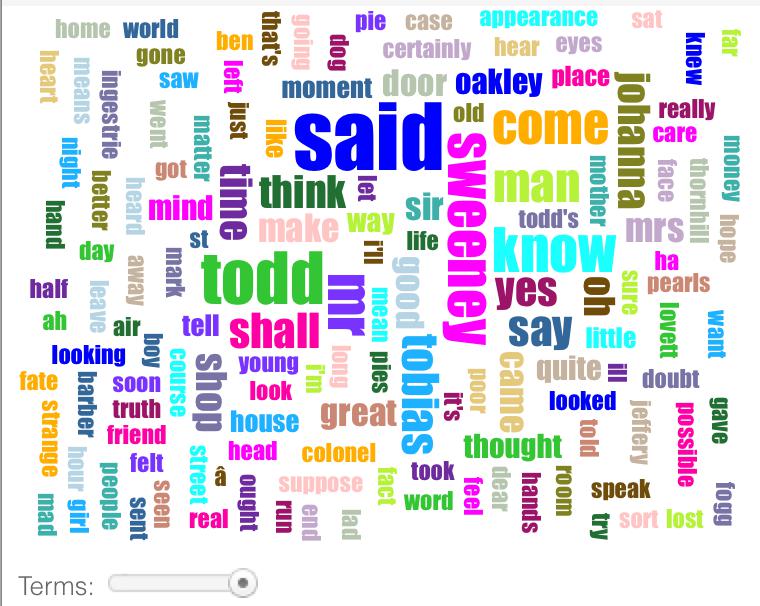 home world gone ben that's going dog pie case appearance sat
certainly hear eyes knew far
heart means ingestrie saw left moment door oakley place
went matter just like said old come johanna really care
night better got time think let sweeney man mother face thornhill money
hand heard mind st make way sir life todd's mrs hope
day away mark todd i'll know ha
half leave mr mean good yes oh sure pearls
ah air tell shall say little lovett want
looking boy course young long pies tobias
fate strange barber soon shop look i'm poor came quite ill doubt
truth friend house great it's looked told jeffery possible gave
felt head colonel thought
hour girl people sent seen street â ought suppose fact took word feel dear hands room speak fogg
mad real run end lad try sort lost
Terms: